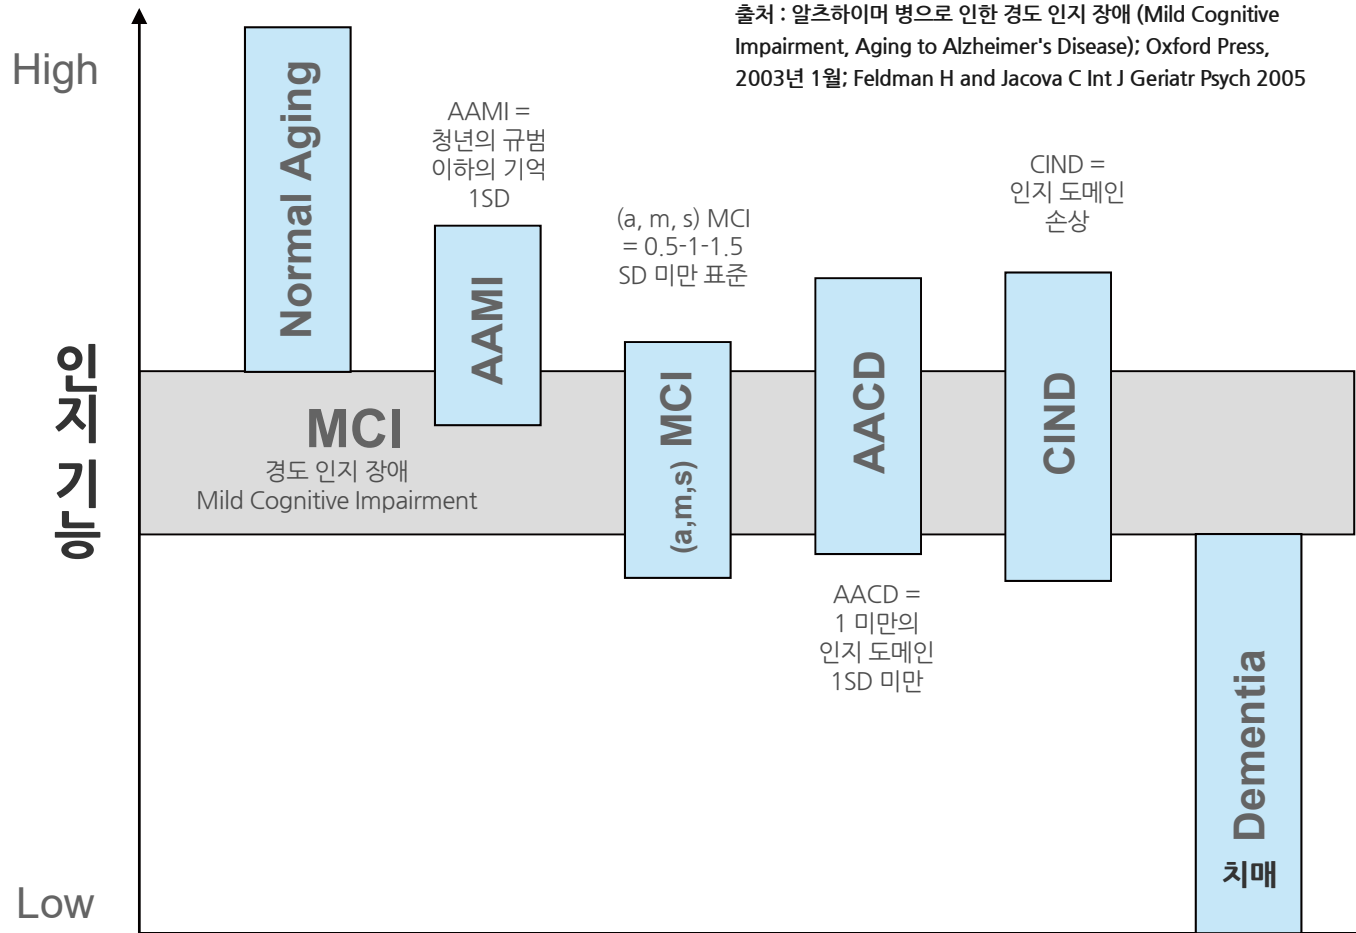 출처 : 알츠하이머 병으로 인한 경도 인지 장애 (Mild Cognitive
Impairment, Aging to Alzheimer's Disease); Oxford Press,
2003년 1월; Feldman H and Jacova C Int J Geriatr Psych 2005
High
인지 기능
Low
Normal Aging
AAMI =
청년의 규범
이하의 기억
1SD
AAMI
(a, m, s) MCI
= 0.5-1-1.5
SD 미만 표준
(a,m,s) MCI
AACD
CIND =
인지 도메인
손상
CIND
MCI
경도 인지 장애
Mild Cognitive Impairment
AACD =
1 미만의
인지 도메인
1SD 미만
Dementia
치매